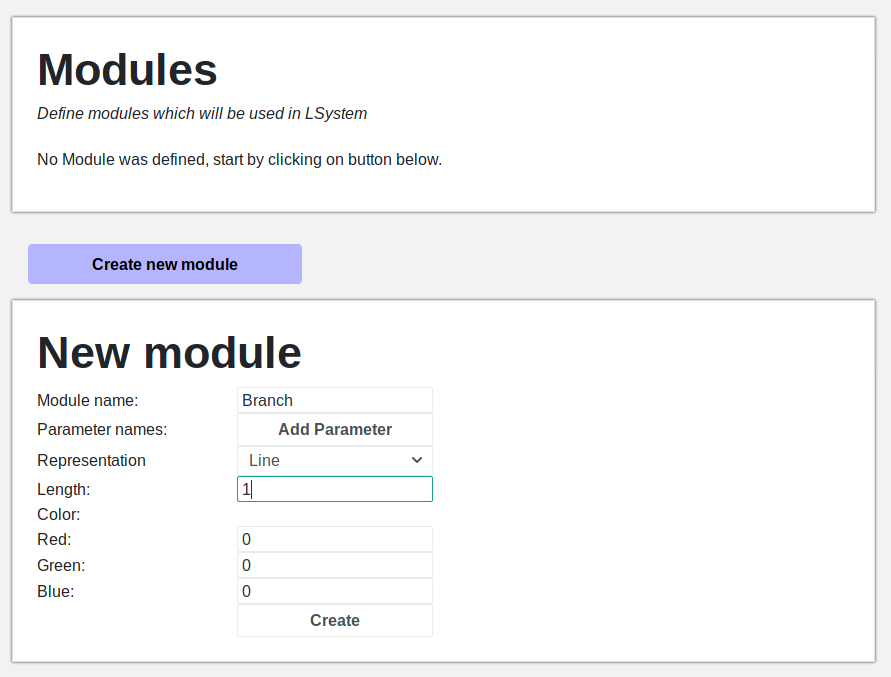 Modules
Define modules which will be used in LSystem
No Module was defined, start by clicking on button below.
Create new module
New module
Module name: Branch
Parameter names: Add Parameter
Representation Line
Length: 1
Color:
Red: 0
Green: 0
Blue: 0
Create